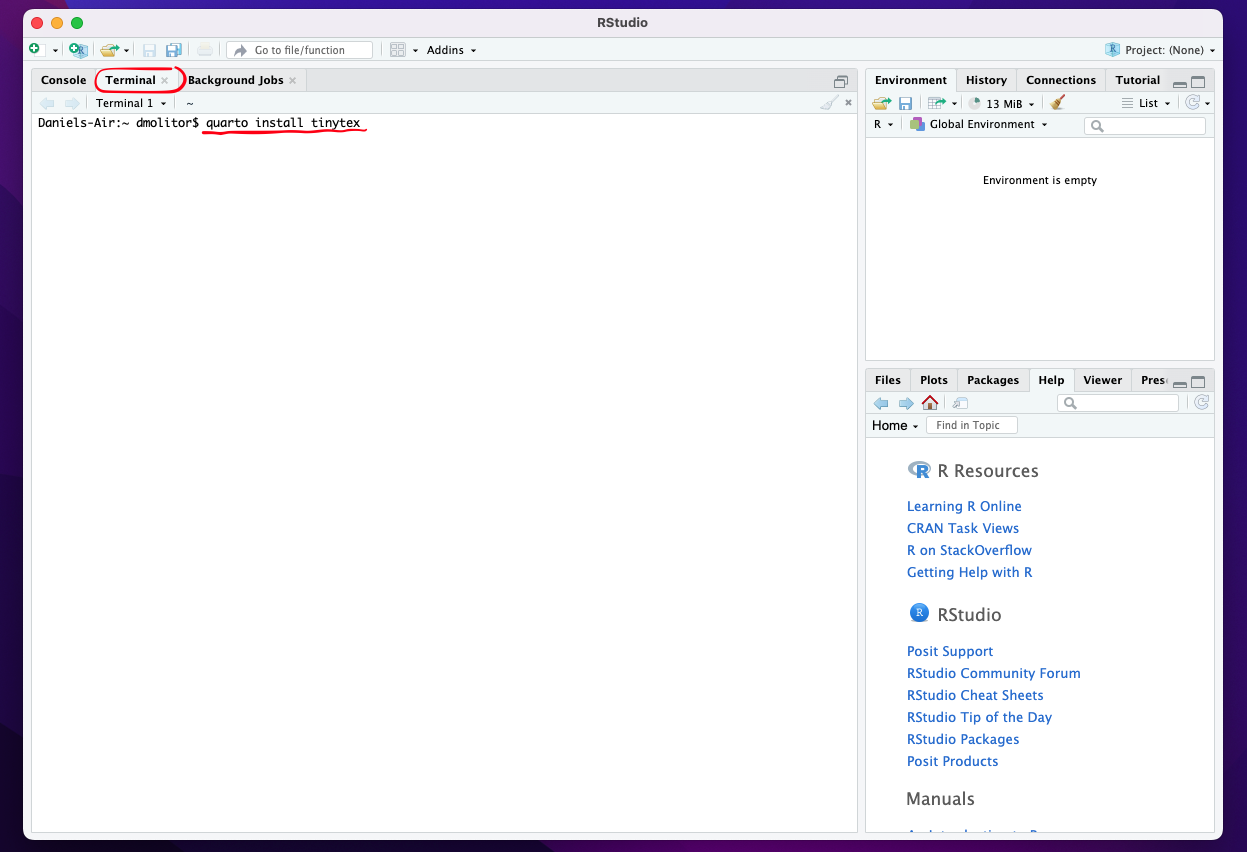 RStudio
Go to file/function
Addins
Project: (None)
Console
Terminal
Background Jobs
Terminal 1
~
Daniels-Air:~ dmolitor$ quarto install tinytex
Environment
History
Connections
Tutorial
13 MiB
List
R
Global Environment
Environment is empty
Files
Plots
Packages
Help
Viewer
Pres
Home
Find in Topic
R Resources
Learning R Online
CRAN Task Views
R on StackOverflow
Getting Help with R
R
RStudio
Posit Support
RStudio Community Forum
RStudio Cheat Sheets
RStudio Tip of the Day
RStudio Packages
Posit Products
Manuals